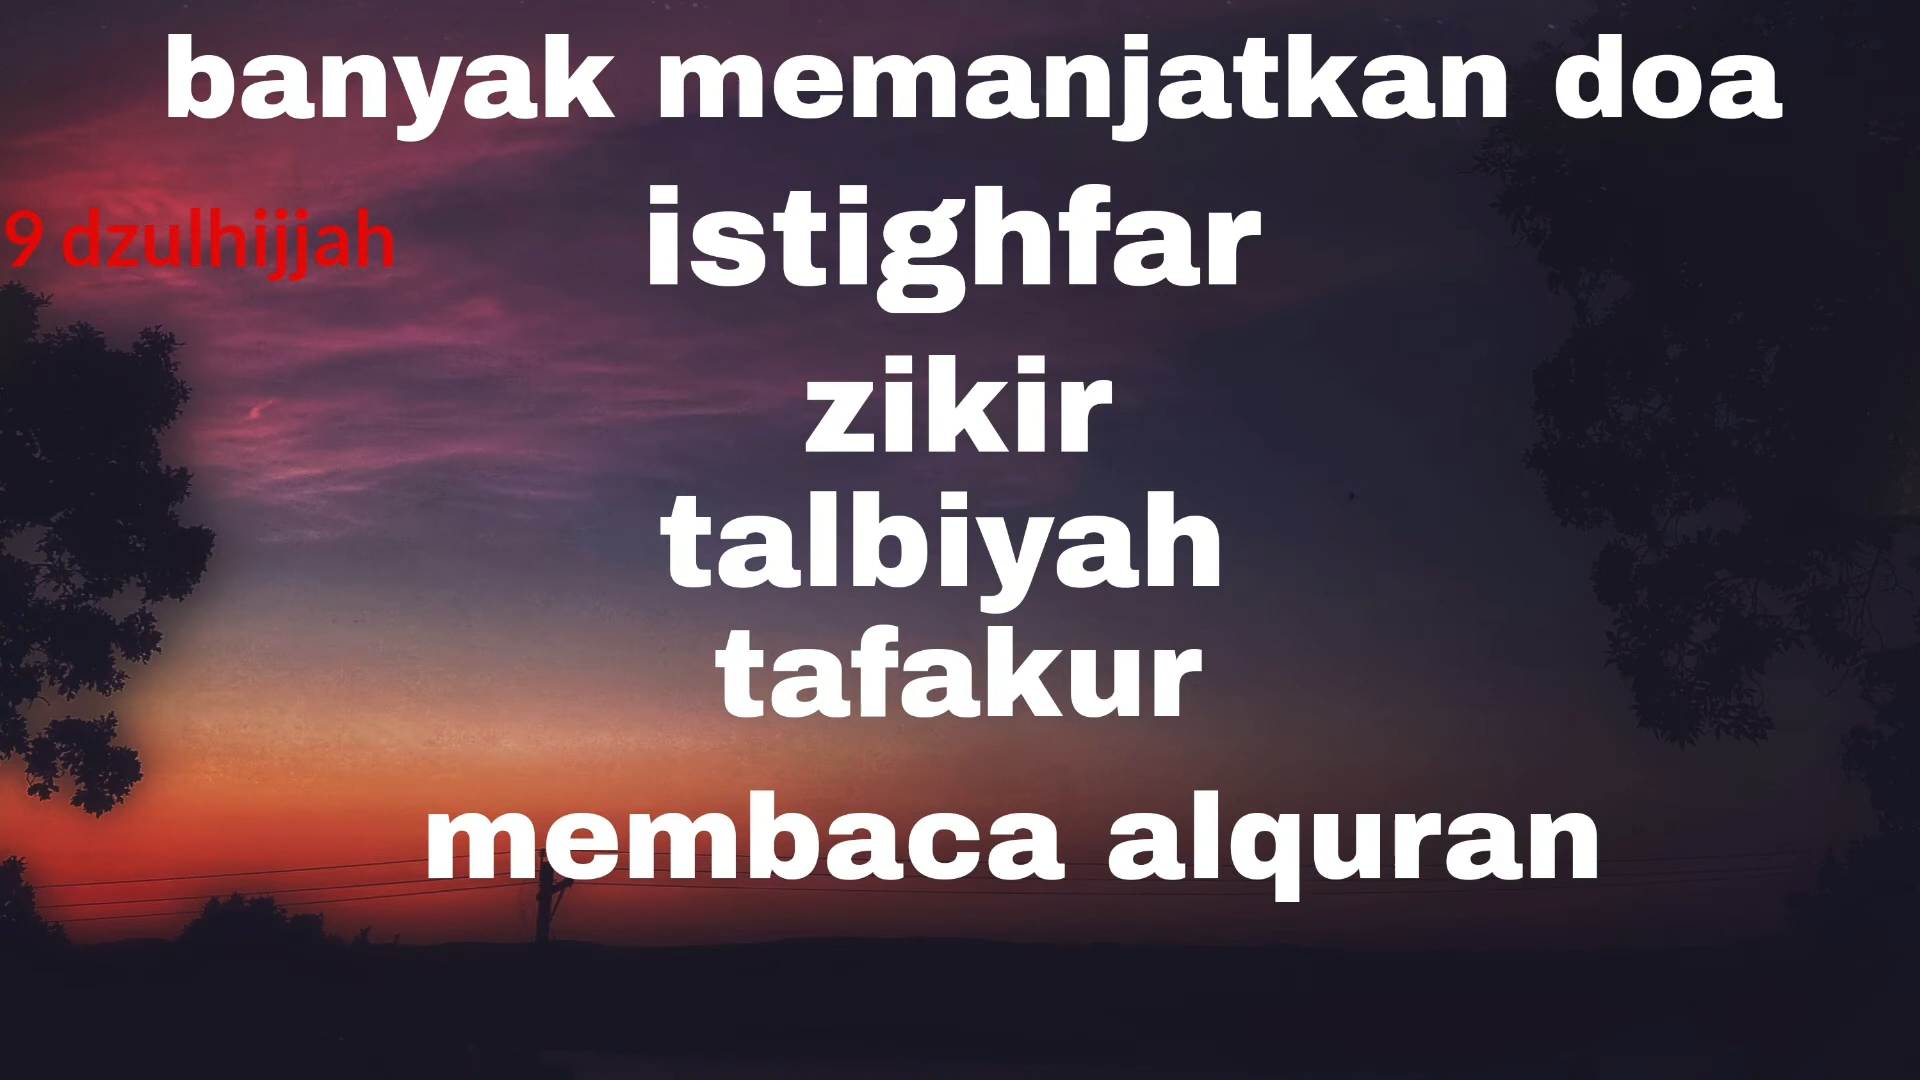 banyak memanjatkan doa
9 dzulhijjah
istighfar
zikir
talbiyah
tafakur
membaca alquran